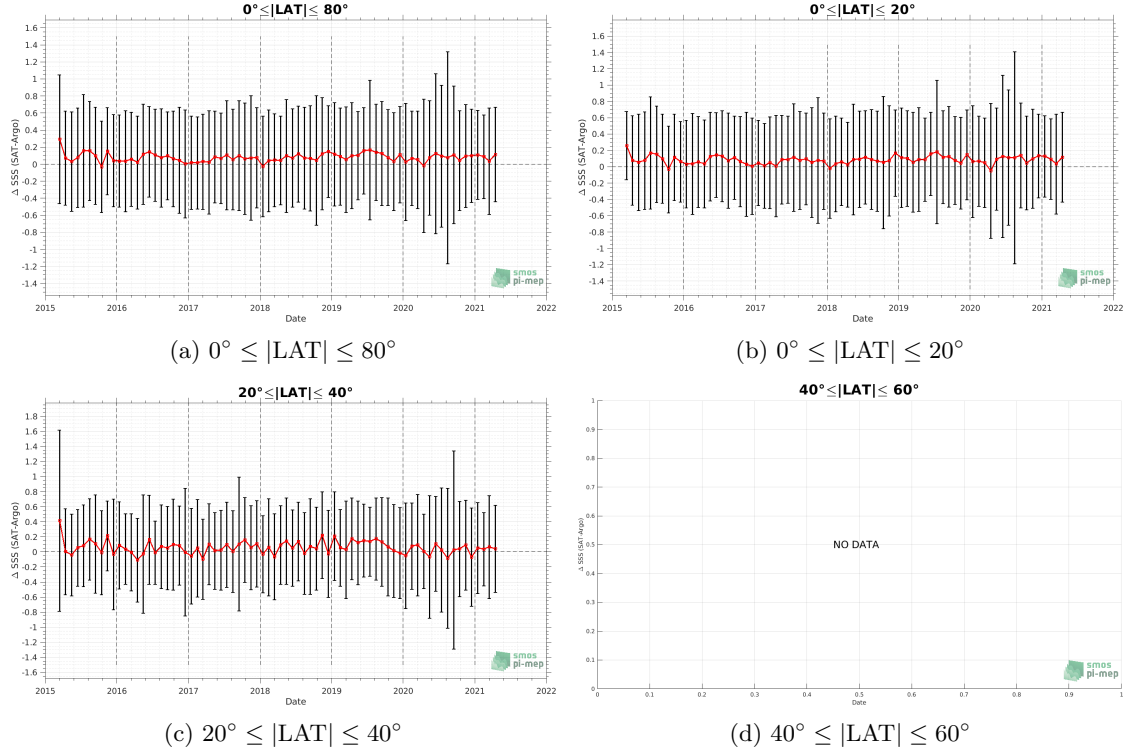 0°≤|LAT|≤ 80°
1.6
1.4
1.2
1
0.8
0.6
0.4
0.2
0
-0.2
-0.4
-0.6
-0.8
-1
-1.2
-1.4
Δ SSS (SAT-Argo)
2015 2016 2017 2018 2019 2020 2021 2022
Date
smos
pi-mep
(a) 0° ≤ |LAT| ≤ 80°
0°≤|LAT|≤ 20°
1.6
1.4
1.2
1
0.8
0.6
0.4
0.2
0
-0.2
-0.4
-0.6
-0.8
-1
-1.2
-1.4
Δ SSS (SAT-Argo)
2015 2016 2017 2018 2019 2020 2021 2022
Date
smos
pi-mep
(b) 0° ≤ |LAT| ≤ 20°
20°≤|LAT|≤ 40°
1.8
1.6
1.4
1.2
1
0.8
0.6
0.4
0.2
0
-0.2
-0.4
-0.6
-0.8
-1
-1.2
-1.4
-1.6
Δ SSS (SAT-Argo)
2015 2016 2017 2018 2019 2020 2021 2022
Date
smos
pi-mep
(c) 20° ≤ |LAT| ≤ 40°
40°≤|LAT|≤ 60°
1
0.9
0.8
0.7
0.6
0.5
0.4
0.3
0.2
0.1
0
Δ SSS (SAT-Argo)
NO DATA
0 0.1 0.2 0.3 0.4 0.5 0.6 0.7 0.8 0.9 1
Date
smos
pi-mep
(d) 40° ≤ |LAT| ≤ 60°